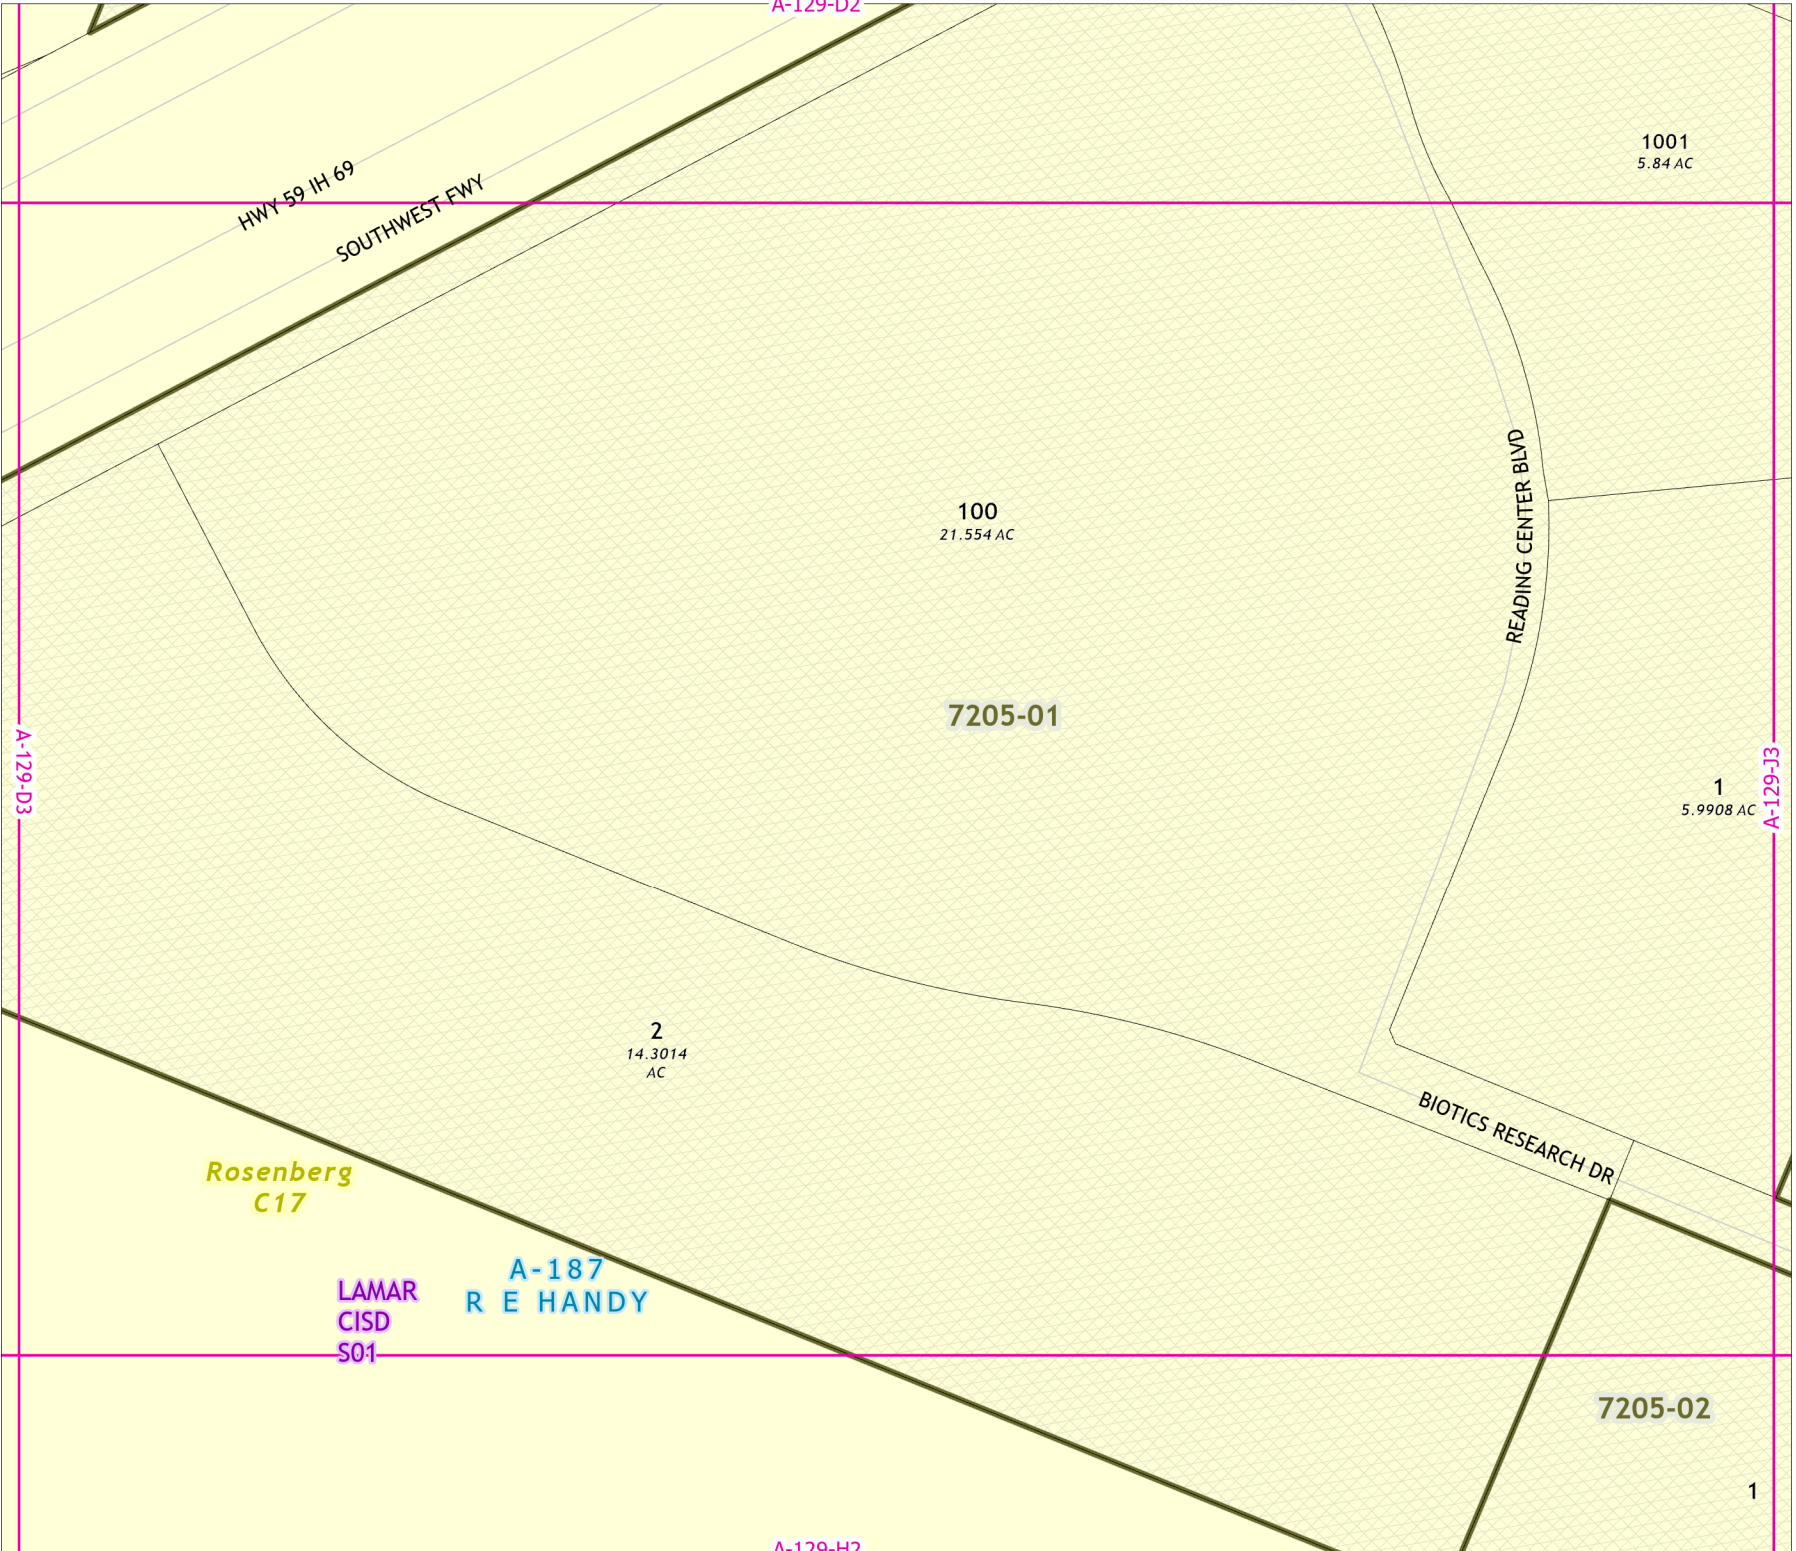 A-129-D2
1001
5.84 AC
HWY 59 IH 69
SOUTHWEST FWY
READING CENTER BLVD
100
21.554 AC
7205-01
A-129-D3
A-129-J3
1
5.9908 AC
2
14.3014
AC
BIOTICS RESEARCH DR
Rosenberg
C17
A-187
R E HANDY
LAMAR
CISD
S01
7205-02
1
A-129-H2